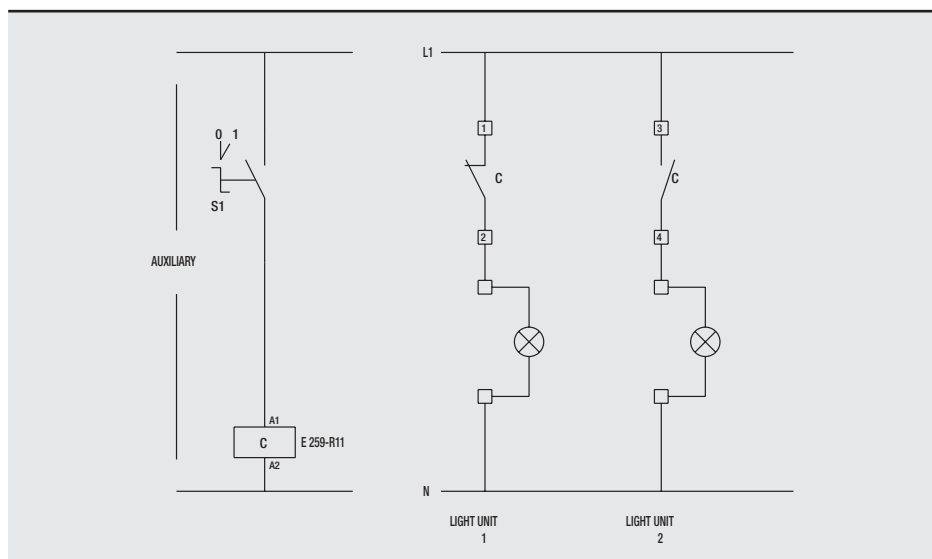 L1
0 1
S1
AUXILIARY
A1
C
E 259-R11
A2
1
C
2
3
C
4
N
LIGHT UNIT
1
LIGHT UNIT
2